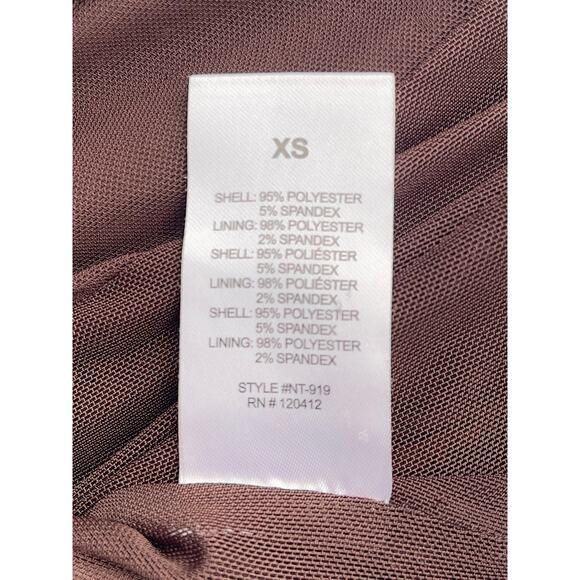 XS
SHELL: 95% POLYESTER
5% SPANDEX
LINING: 98% POLYESTER
2% SPANDEX
SHELL: 95% POLIÉSTER
5% SPANDEX
LINING: 98% POLIÉSTER
2% SPANDEX
SHELL: 95% POLYESTER
5% SPANDEX
LINING: 98% POLYESTER
2% SPANDEX
STYLE #NT-919
RN # 120412